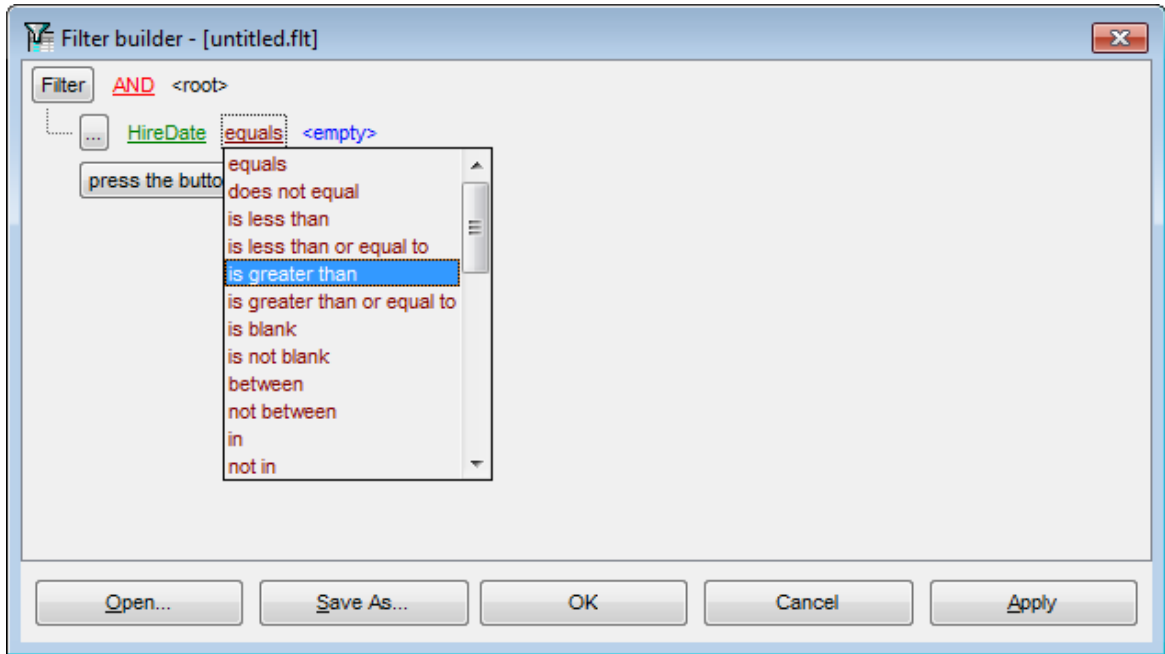 Filter builder - [untitled.flt]
Filter AND <root>
... HireDate equals <empty>
press the butto
equals
does not equal
is less than
is less than or equal to
is greater than
is greater than or equal to
is blank
is not blank
between
not between
in
not in
Open... Save As... OK Cancel Apply